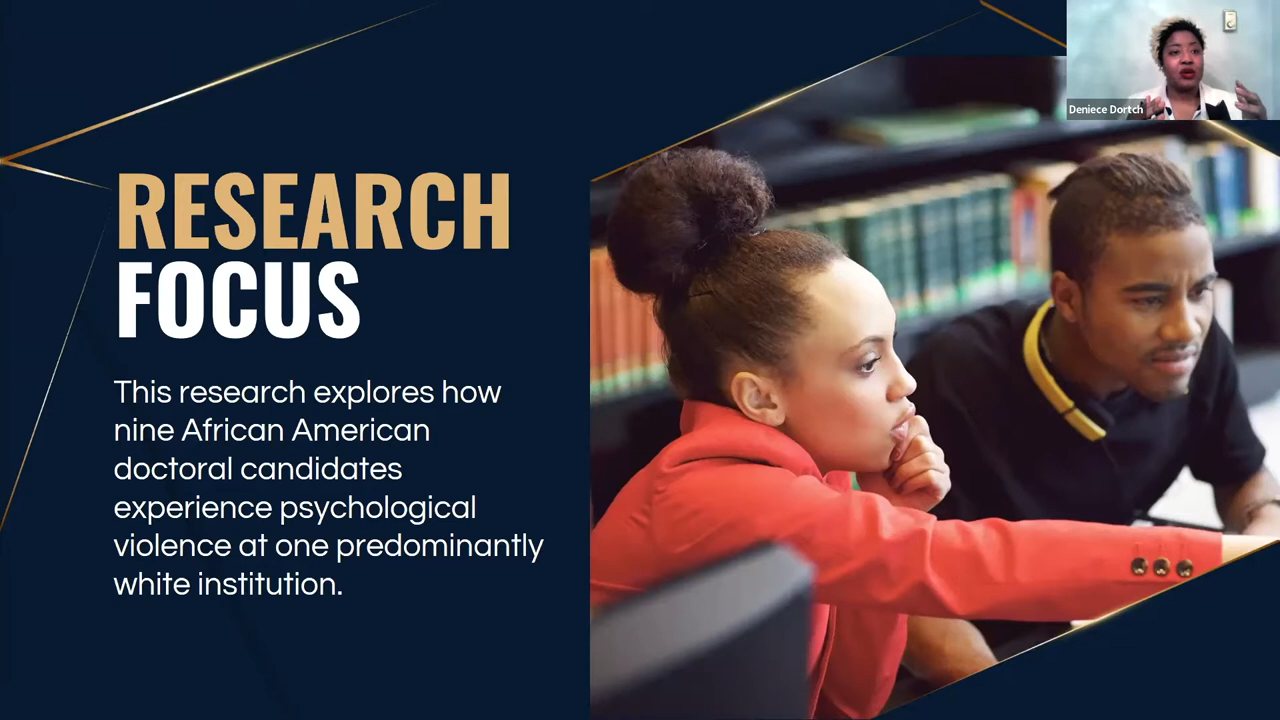 Deniece Dortch
RESEARCH
FOCUS
This research explores how
nine African American
doctoral candidates
experience psychological
violence at one predominantly
white institution.